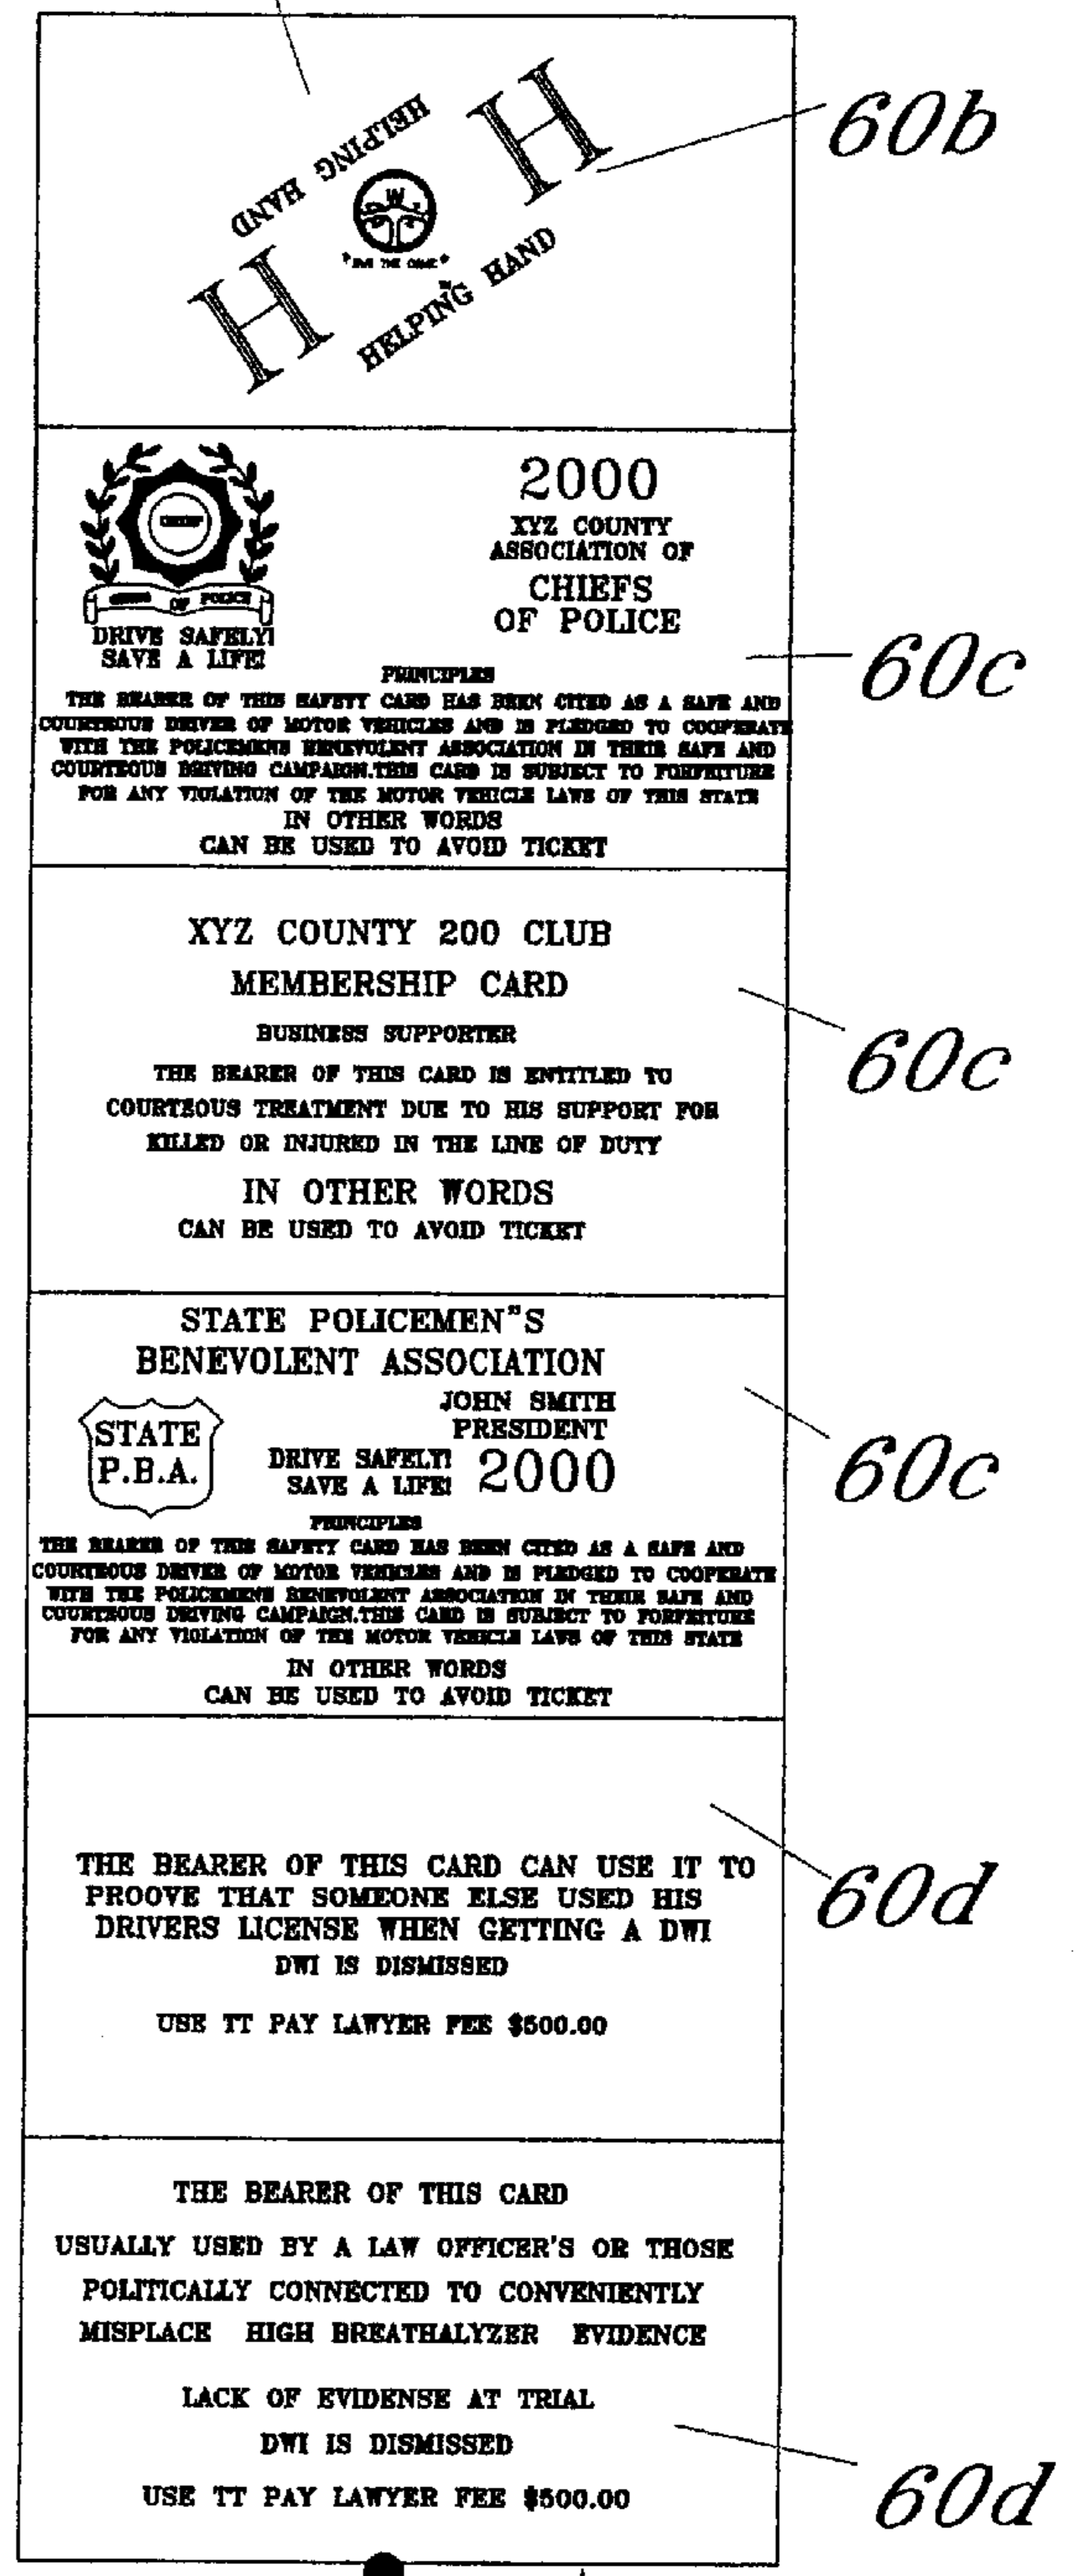 60b
HELPING HAND
H
H
W
HELPING HAND
2000
XYZ COUNTY
ASSOCIATION OF
CHIEFS
OF POLICE
CHIEF
OF POLICE
DRIVE SAFELY!
SAVE A LIFE!
60c
PRINCIPLES
THE BEARER OF THIS SAFETY CARD HAS BEEN CITED AS A SAFE AND
COURTEOUS DRIVER OF MOTOR VEHICLES AND IS PLEDGED TO COOPERATE
WITH THE POLICEMENS BENEVOLENT ASSOCIATION IN THEIR SAFE AND
COURTEOUS DRIVING CAMPAIGN.THIS CARD IS SUBJECT TO FORFEITURE
FOR ANY VIOLATION OF THE MOTOR VEHICLE LAWS OF THIS STATE
IN OTHER WORDS
CAN BE USED TO AVOID TICKET
XYZ COUNTY 200 CLUB
MEMBERSHIP CARD
60c
BUSINESS SUPPORTER
THE BEARER OF THIS CARD IS ENTITLED TO
COURTEOUS TREATMENT DUE TO HIS SUPPORT FOR
KILLED OR INJURED IN THE LINE OF DUTY
IN OTHER WORDS
CAN BE USED TO AVOID TICKET
STATE POLICEMEN"S
BENEVOLENT ASSOCIATION
JOHN SMITH
PRESIDENT
STATE
P.B.A.
DRIVE SAFELY!
SAVE A LIFE!
2000
60c
PRINCIPLES
THE BEARER OF THIS SAFETY CARD HAS BEEN CITED AS A SAFE AND
COURTEOUS DRIVER OF MOTOR VEHICLES AND IS PLEDGED TO COOPERATE
WITH THE POLICEMENS BENEVOLENT ASSOCIATION IN THEIR SAFE AND
COURTEOUS DRIVING CAMPAIGN.THIS CARD IS SUBJECT TO FORFEITURE
FOR ANY VIOLATION OF THE MOTOR VEHICLE LAWS OF THIS STATE
IN OTHER WORDS
CAN BE USED TO AVOID TICKET
THE BEARER OF THIS CARD CAN USE IT TO
PROOVE THAT SOMEONE ELSE USED HIS
DRIVERS LICENSE WHEN GETTING A DWI
DWI IS DISMISSED
USE TT PAY LAWYER FEE $500.00
60d
THE BEARER OF THIS CARD
USUALLY USED BY A LAW OFFICER'S OR THOSE
POLITICALLY CONNECTED TO CONVENIENTLY
MISPLACE HIGH BREATHALYZER EVIDENCE
LACK OF EVIDENSE AT TRIAL
DWI IS DISMISSED
USE TT PAY LAWYER FEE $500.00
60d